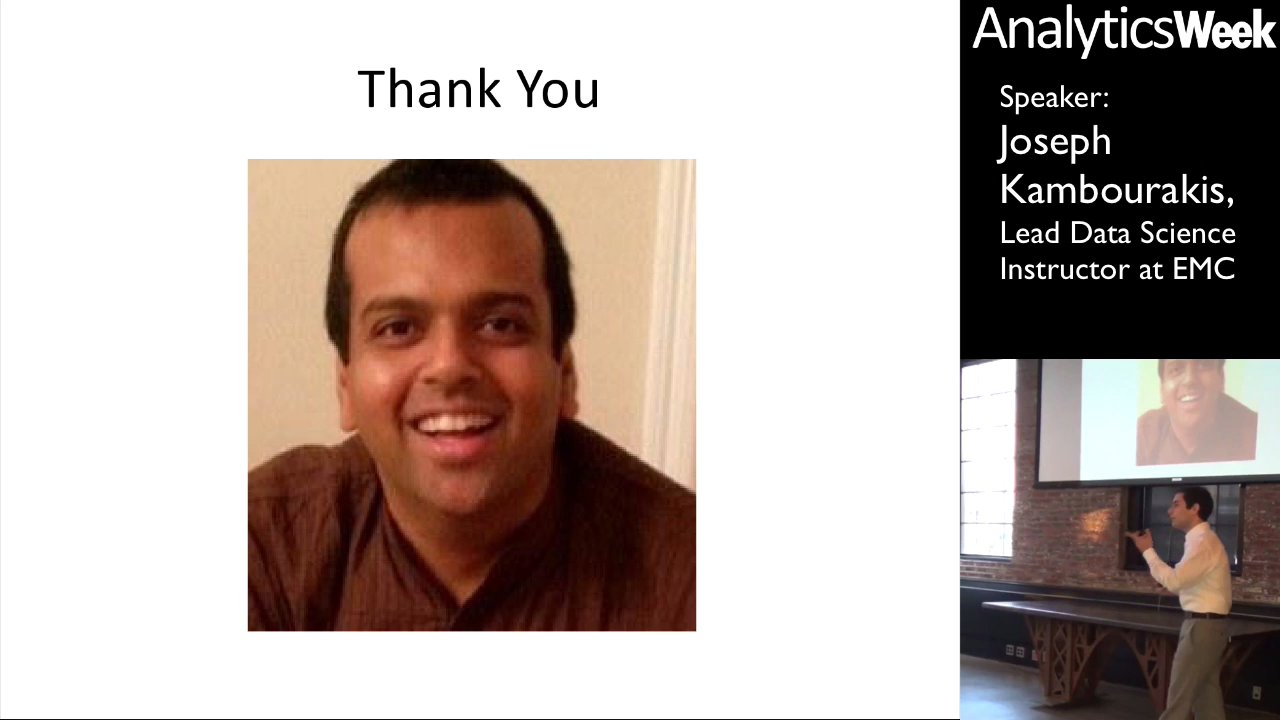 Thank You
AnalyticsWeek
Speaker:
Joseph
Kambourakis,
Lead Data Science
Instructor at EMC